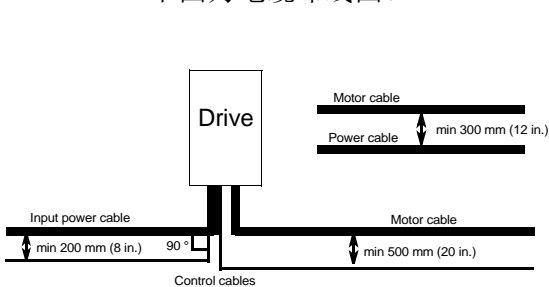 Drive
Motor cable
Power cable
min 300 mm (12 in.)
Input power cable
Motor cable
min 200 mm (8 in.)
90 °
min 500 mm (20 in.)
Control cables